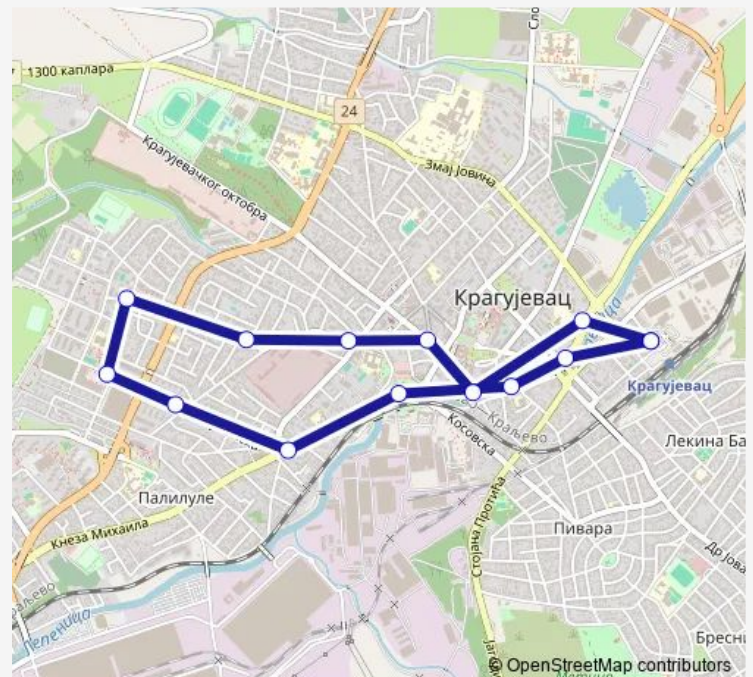 1300 каплара
24
Крагујевачког октобра
Змај Јовина
Крагујевац
Крагујевац
Краљево
Косовска
Лекина Ба
Палилуле
Кнеза Михаила
Стојана Протића
Пивара
Др Јова
Лепеница
Бресни
© OpenStreetMap contributors